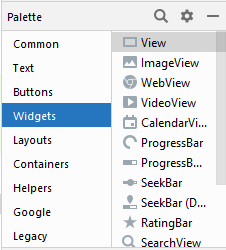 Palette
Common
Text
Buttons
Widgets
Layouts
Containers
Helpers
Google
Legacy
View
ImageView
WebView
VideoView
CalendarVi...
ProgressBar
ProgressB...
SeekBar
SeekBar (D...
RatingBar
SearchView